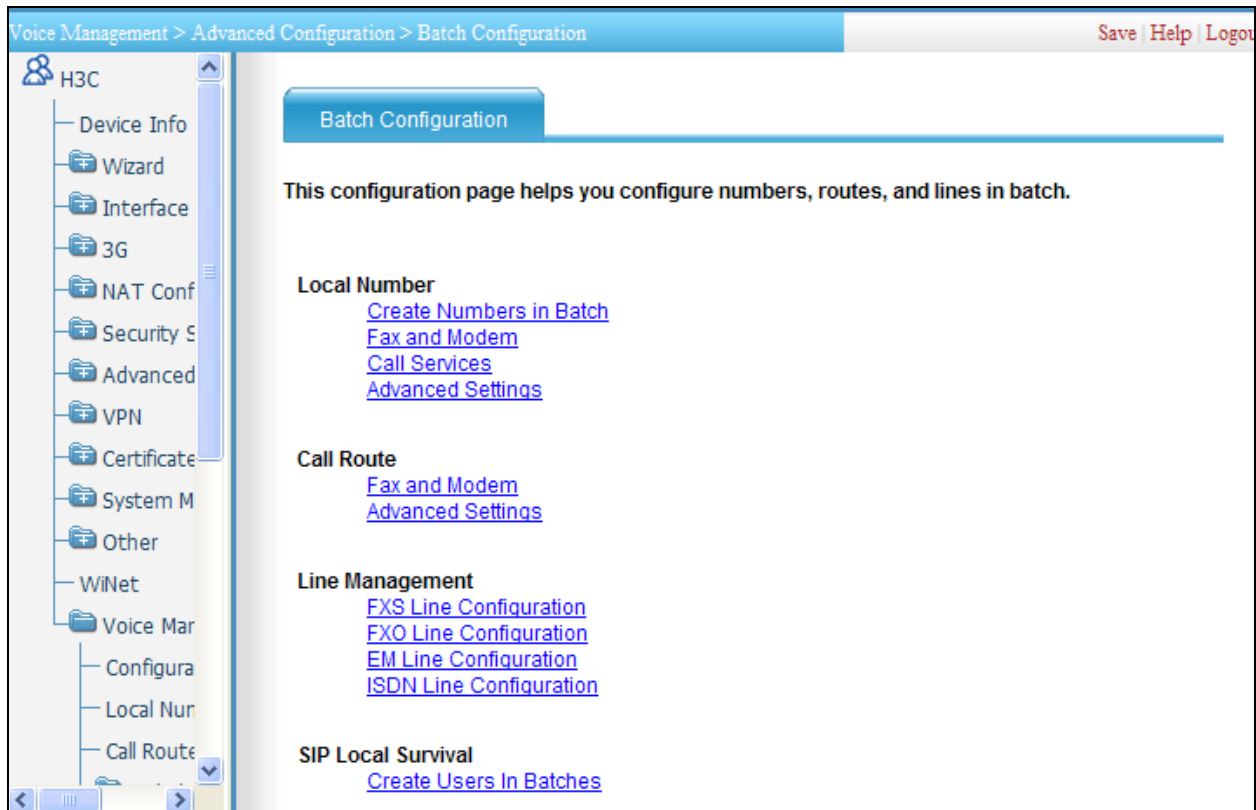 Voice Management > Advanced Configuration > Batch Configuration
Save | Help | Logou
H3C
Device Info
Wizard
Interface
3G
NAT Conf
Security S
Advanced
VPN
Certificate
System M
Other
WiNet
Voice Mar
Configura
Local Nun
Call Route
Batch Configuration
This configuration page helps you configure numbers, routes, and lines in batch.
Local Number
Create Numbers in Batch
Fax and Modem
Call Services
Advanced Settings
Call Route
Fax and Modem
Advanced Settings
Line Management
FXS Line Configuration
FXO Line Configuration
EM Line Configuration
ISDN Line Configuration
SIP Local Survival
Create Users In Batches